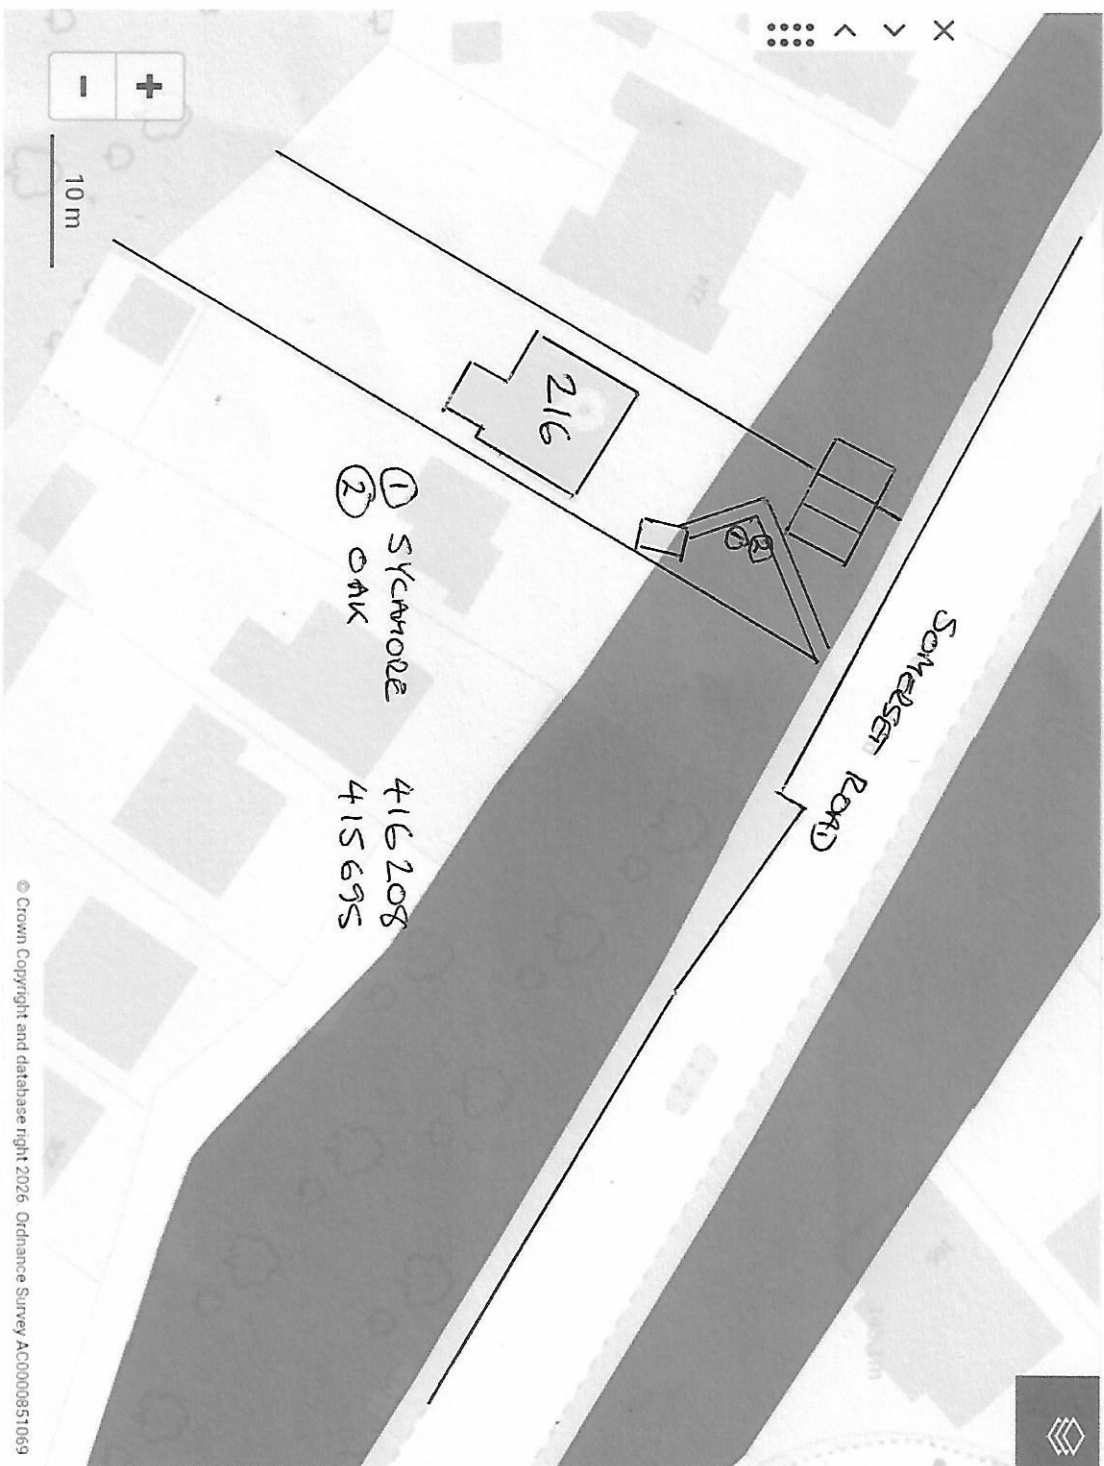 10 m
216
SOMERSET ROAD
① ②
① SYCAMORE 416208
② OAK 415695
© Crown Copyright and database right 2026. Ordnance Survey AC0000851069